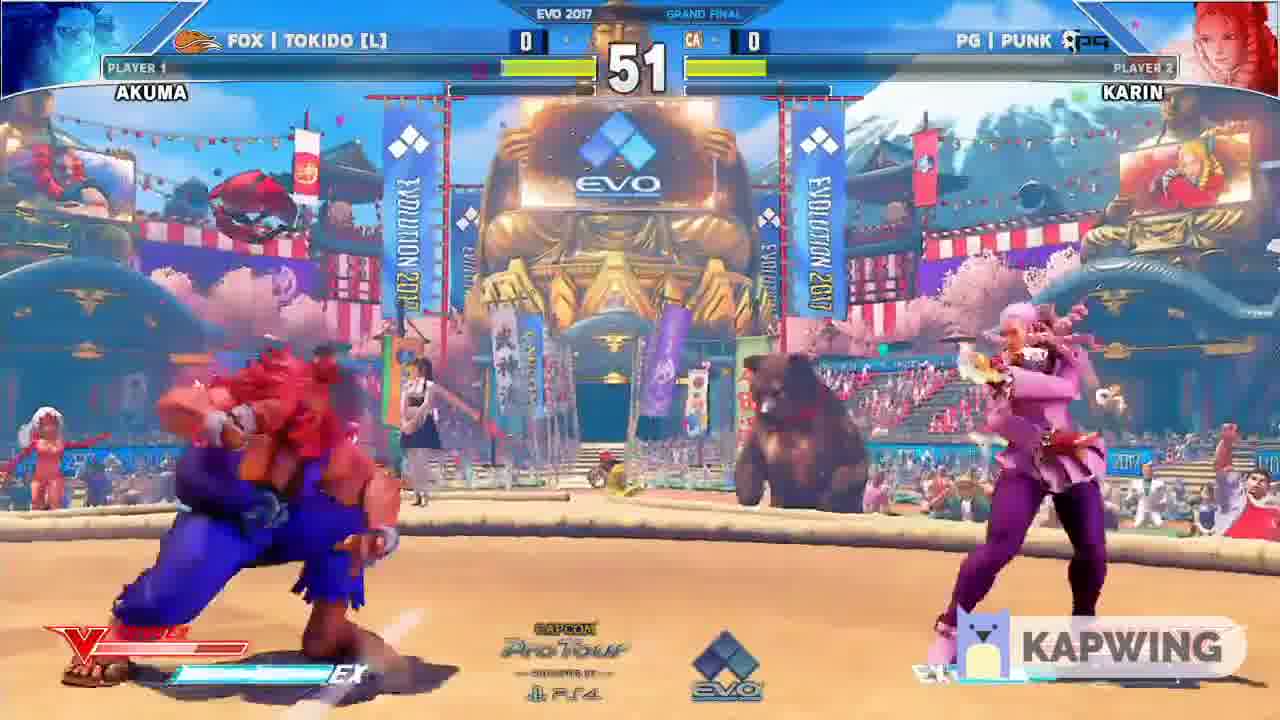 EVO 2017
GRAND FINAL
FOX | TOKIDO [L]
0
CA
0
PG | PUNK
PLAYER 1
51
PLAYER 2
AKUMA
KARIN
EVO
EVOLUTION 2017
EVOLUTION 2017
2017
V
EX
CAPCOM
Pro Tour
PS4
EVO
KAPWING